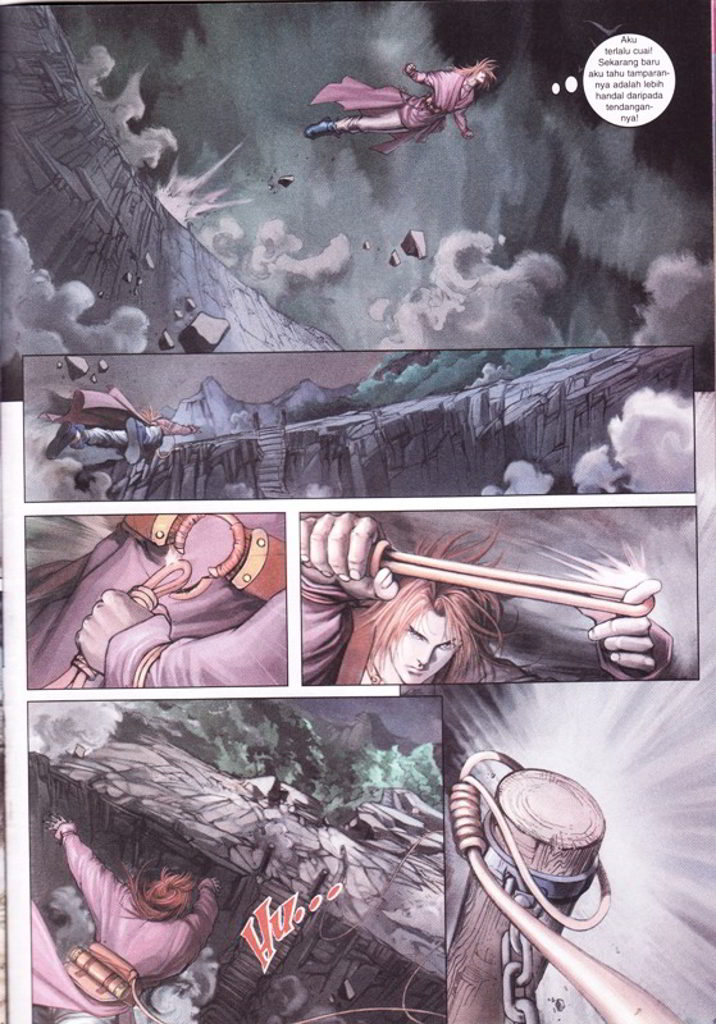 Aku
terlalu cuai!
Sekarang baru
aku tahu tamparan-
nya adalah lebih
handal daripada
tendangan-
nya!
Hu...